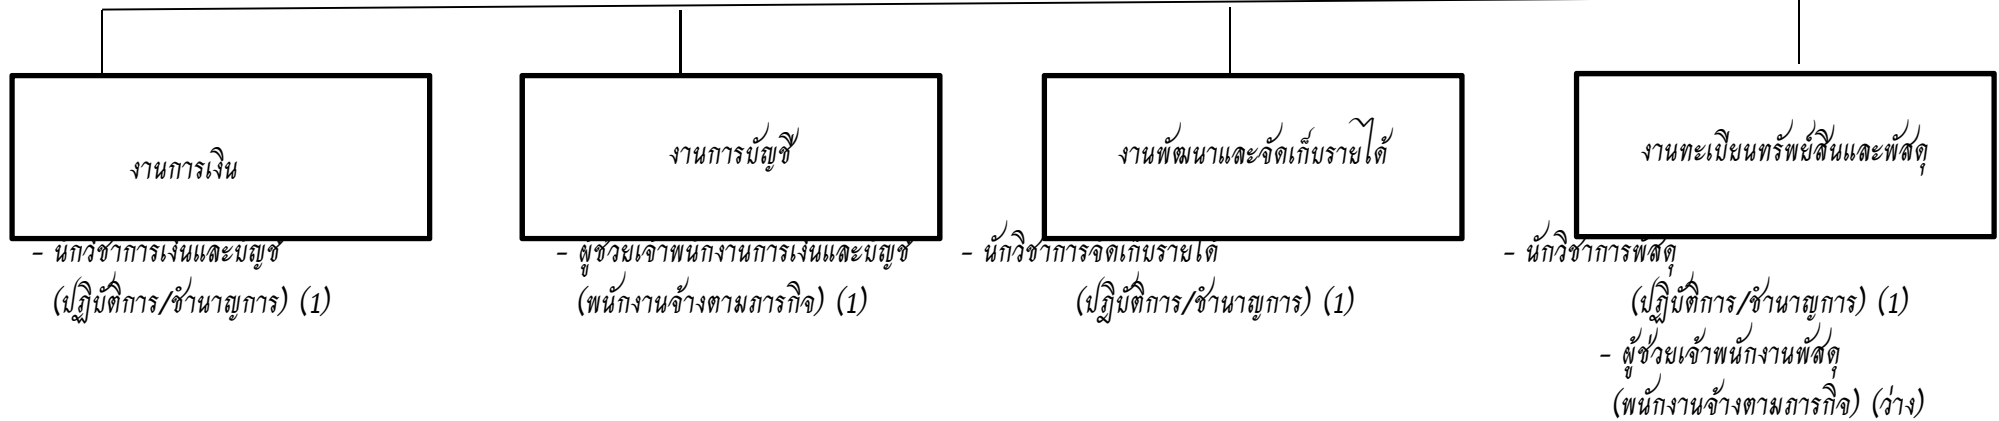 งานการเงิน
งานการบัญชี
งานพัฒนาและจัดเก็บรายได้
งานทะเบียนทรัพย์สินและพัสดุ
- นักวิชาการเงินและบัญชี
(ปฏิบัติการ/ชำนาญการ) (1)
- ผู้ช่วยเจ้าพนักงานการเงินและบัญชี
(พนักงานจ้างตามภารกิจ) (1)
- นักวิชาการจัดเก็บรายได้
(ปฎิบัติการ/ชำนาญการ) (1)
- นักวิชาการพัสดุ
(ปฏิบัติการ/ชำนาญการ) (1)
- ผู้ช่วยเจ้าพนักงานพัสดุ
(พนักงานจ้างตามภารกิจ) (ว่าง)